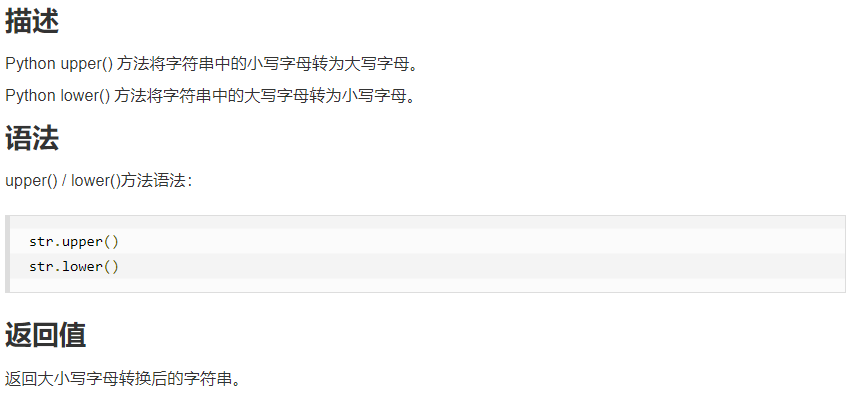 描述
Python upper() 方法将字符串中的小写字母转为大写字母。
Python lower() 方法将字符串中的大写字母转为小写字母。
语法
upper() / lower()方法语法：
str.upper()
str.lower()
返回值
返回大小写字母转换后的字符串。